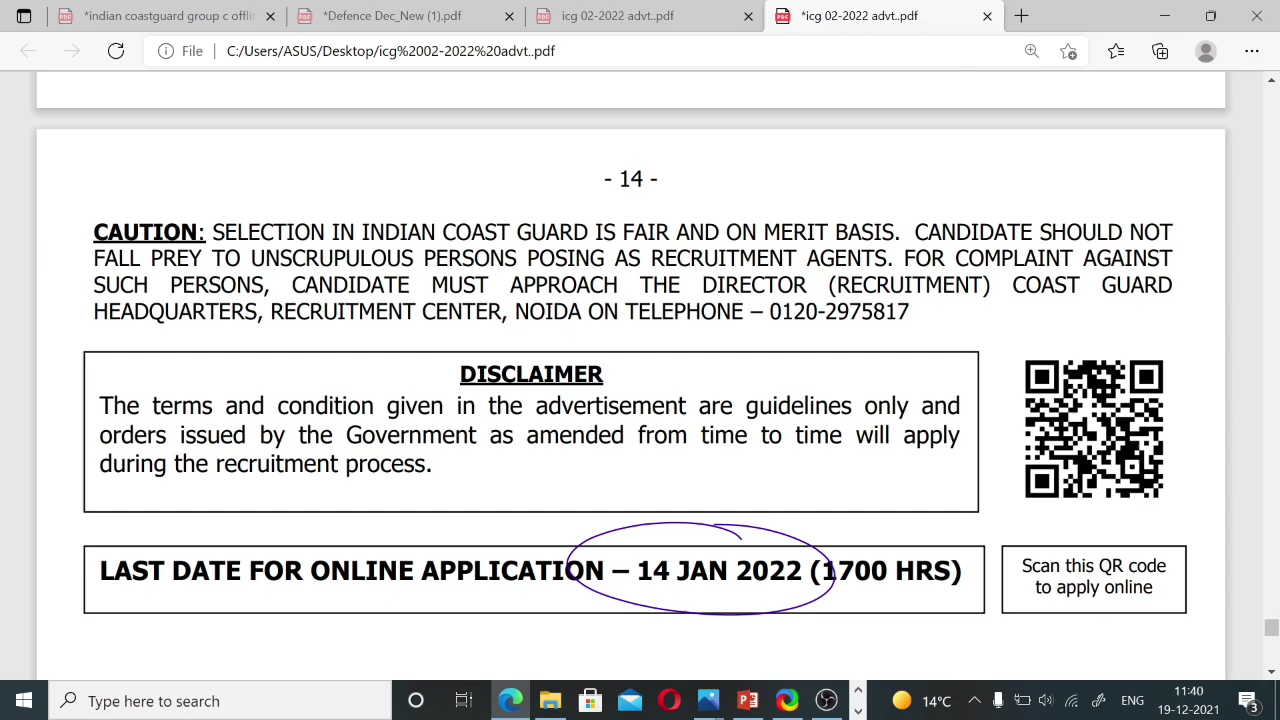 *indian coastguard group c offli
*Defence Dec_New (1).pdf
icg 02-2022 advt..pdf
*icg 02-2022 advt..pdf
File
C:/Users/ASUS/Desktop/icg%2002-2022%20advt..pdf
- 14 -
CAUTION: SELECTION IN INDIAN COAST GUARD IS FAIR AND ON MERIT BASIS. CANDIDATE SHOULD NOT
FALL PREY TO UNSCRUPULOUS PERSONS POSING AS RECRUITMENT AGENTS. FOR COMPLAINT AGAINST
SUCH PERSONS, CANDIDATE MUST APPROACH THE DIRECTOR (RECRUITMENT) COAST GUARD
HEADQUARTERS, RECRUITMENT CENTER, NOIDA ON TELEPHONE – 0120-2975817
DISCLAIMER
The terms and condition given in the advertisement are guidelines only and
orders issued by the Government as amended from time to time will apply
during the recruitment process.
LAST DATE FOR ONLINE APPLICATION – 14 JAN 2022 (1700 HRS)
Scan this QR code
to apply online
Type here to search
14°C
ENG
11:40
19-12-2021
3